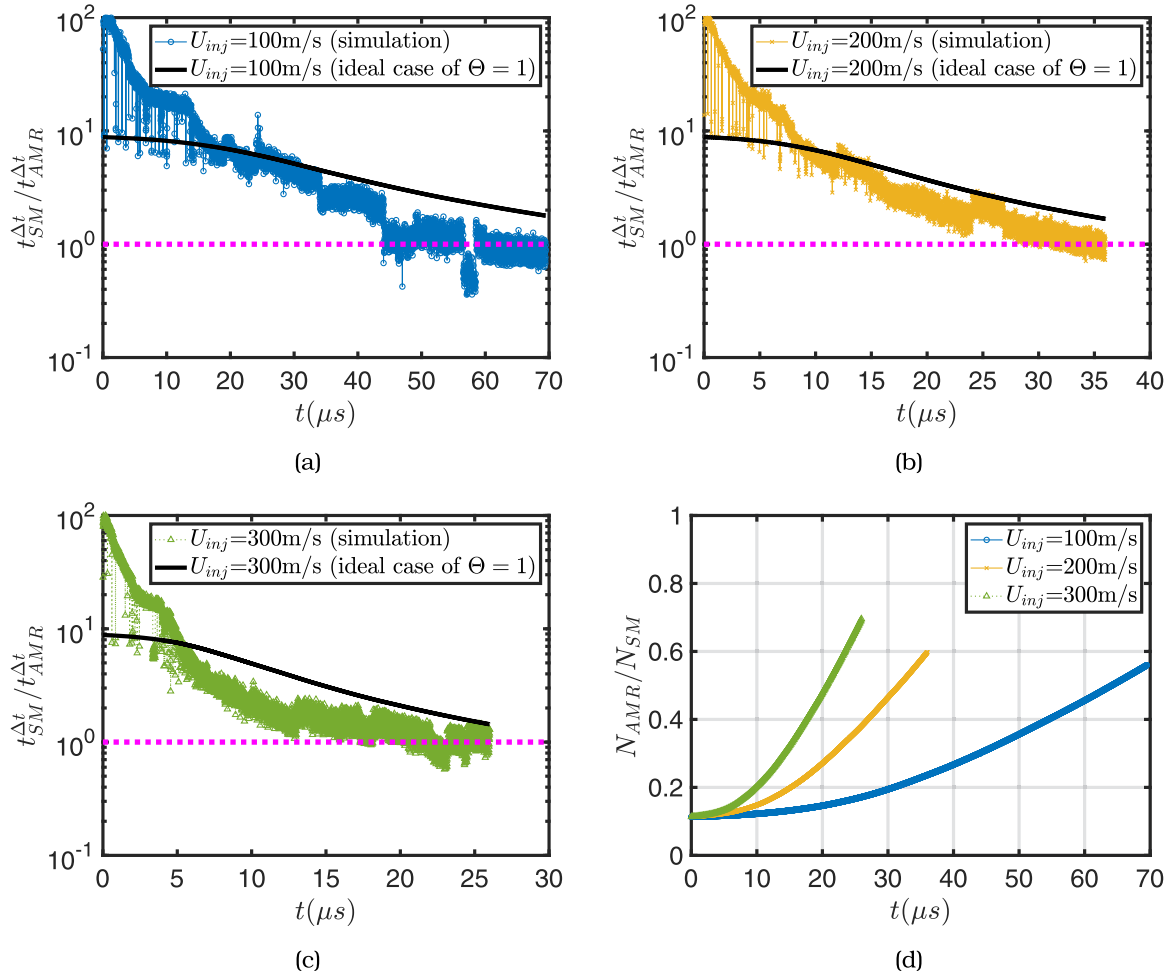 10^2
10^1
10^0
10^-1
t_SM^Δt / t_AMR^Δt
U_inj=100m/s (simulation)
U_inj=100m/s (ideal case of Θ = 1)
0 10 20 30 40 50 60 70
t(μs)
(a)
10^2
10^1
10^0
10^-1
t_SM^Δt / t_AMR^Δt
U_inj=200m/s (simulation)
U_inj=200m/s (ideal case of Θ = 1)
0 5 10 15 20 25 30 35 40
t(μs)
(b)
10^2
10^1
10^0
10^-1
t_SM^Δt / t_AMR^Δt
U_inj=300m/s (simulation)
U_inj=300m/s (ideal case of Θ = 1)
0 5 10 15 20 25 30
t(μs)
(c)
1
0.8
0.6
0.4
0.2
0
N_AMR/N_SM
U_inj=100m/s
U_inj=200m/s
U_inj=300m/s
0 10 20 30 40 50 60 70
t(μs)
(d)